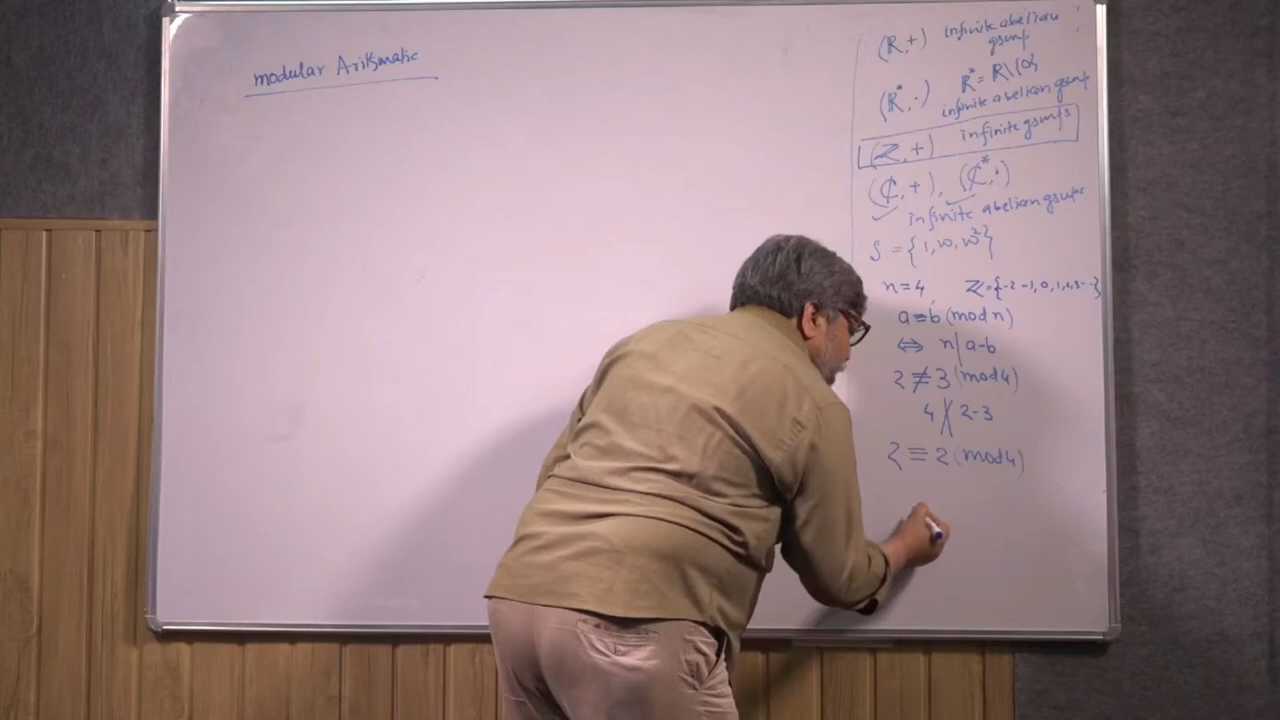 modular Arithmatic
(R, +) infinite abelian group
(R*, ·) R* = R\{0}
infinite abelian group
(Z, +) infinite groups
(ℂ, +), (ℂ*, ·)
infinite abelian groups
S = {1, w, w²}
n=4, Z={--2 -1, 0, 1, 2, 3 --}
a≡b (mod n)
⇔ n | a-b
2 ≢ 3 (mod 4)
4 ∤ 2-3
2 ≡ 2 (mod 4)